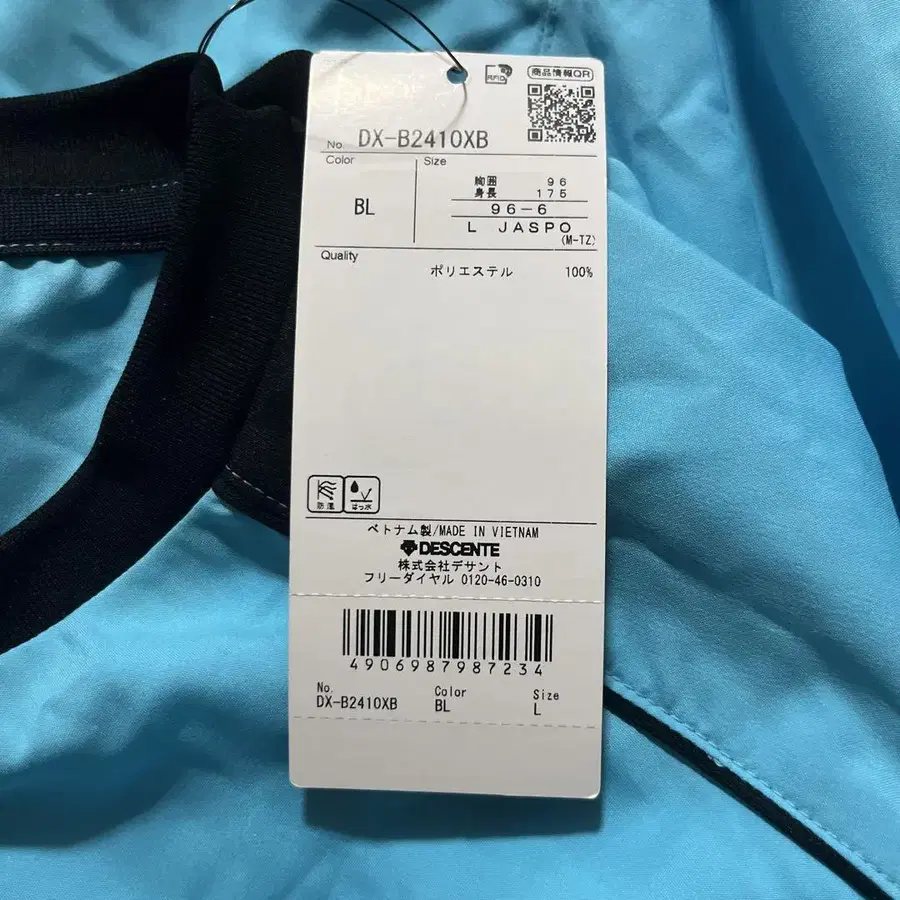 RFID
商品情報QR
No. DX-B2410XB
Color
Size
BL
胸囲 96
身長 175
96-6
L JASPO
(M-TZ)
Quality
ポリエステル 100%
防風
はっ水
ベトナム製/MADE IN VIETNAM
DESCENTE
株式会社デサント
フリーダイヤル 0120-46-0310
4906987987234
No. Color Size
DX-B2410XB BL L